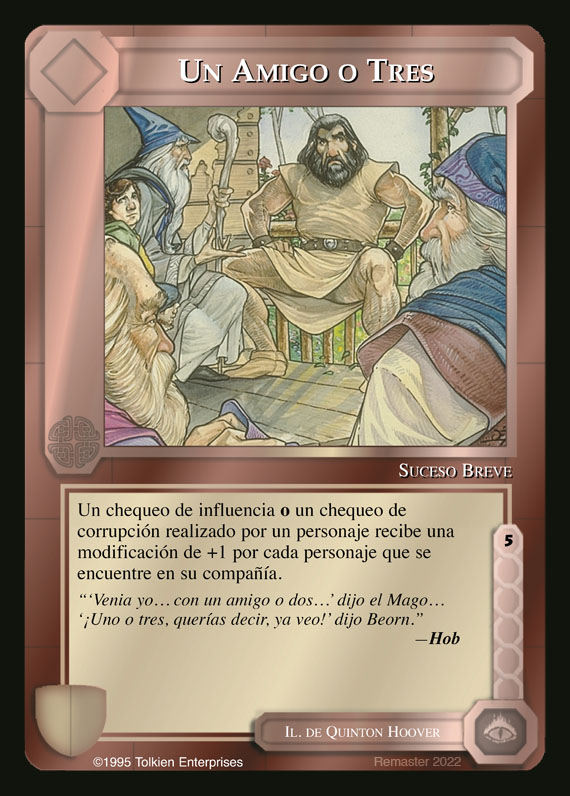 Un Amigo o Tres
Suceso Breve
Un chequeo de influencia o un chequeo de
corrupción realizado por un personaje recibe una
modificación de +1 por cada personaje que se
encuentre en su compañía.
5
“‘Venia yo… con un amigo o dos…’ dijo el Mago…
‘¡Uno o tres, querías decir, ya veo!’ dijo Beorn.”
—Hob
Il. de Quinton Hoover
©1995 Tolkien Enterprises
Remaster 2022